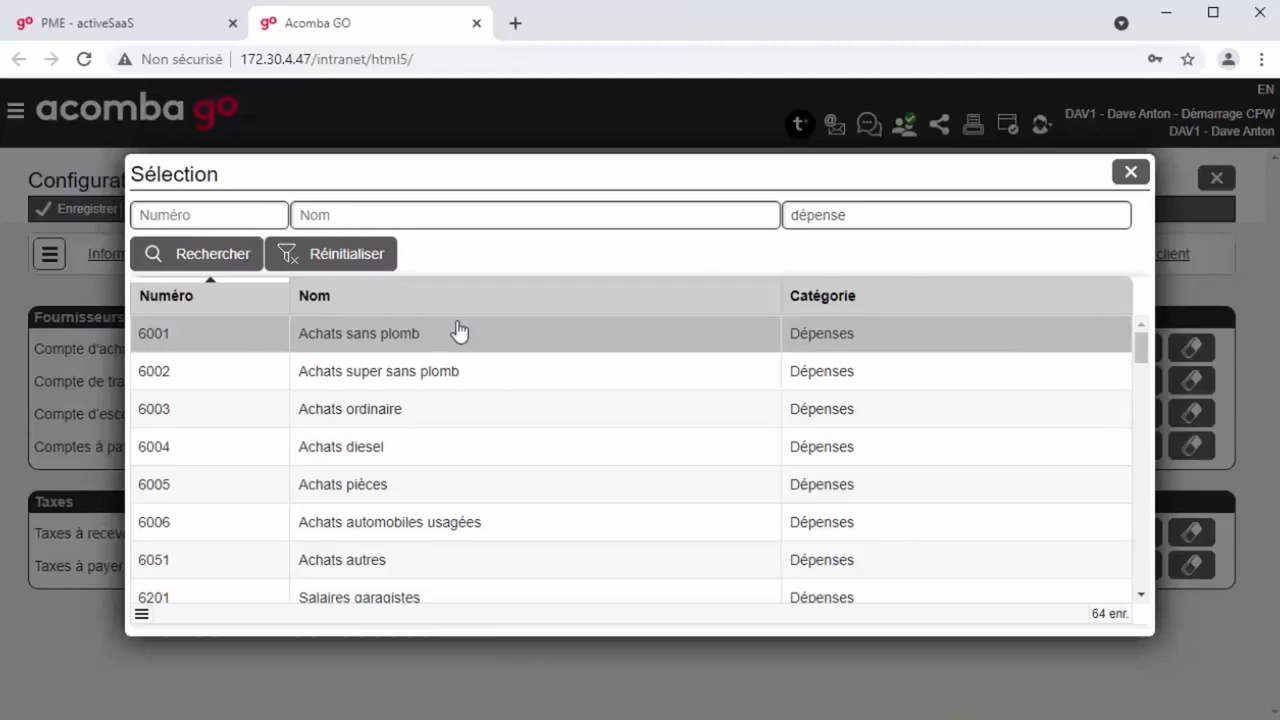 PME - activeSaaS
Acomba GO
Non sécurisé
172.30.4.47/intranet/html5/
acomba go
EN
DAV1 - Dave Anton - Démarrage CPW
DAV1 - Dave Anton
t
Configurat
Sélection
Enregistrer
Numéro
Nom
dépense
Inform
Rechercher
Réinitialiser
client
Numéro
Nom
Catégorie
Fournisseurs
6001
Achats sans plomb
Dépenses
Compte d'acha
6002
Achats super sans plomb
Dépenses
Compte de tra
6003
Achats ordinaire
Dépenses
Compte d'esco
6004
Achats diesel
Dépenses
Comptes à pay
6005
Achats pièces
Dépenses
Taxes
6006
Achats automobiles usagées
Dépenses
Taxes à recev
6051
Achats autres
Dépenses
Taxes à payer
6201
Salaires garagistes
Dépenses
64 enr.